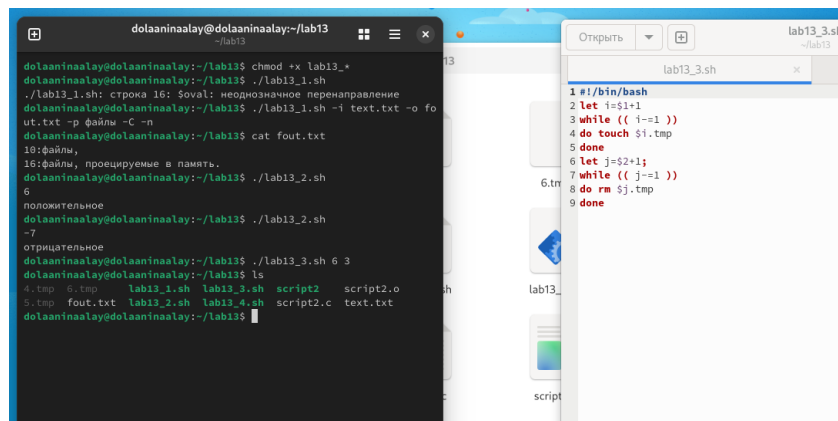 dolaaninaalay@dolaaninaalay:~/lab13
~/lab13
dolaaninaalay@dolaaninaalay:~/lab13$ chmod +x lab13_*
dolaaninaalay@dolaaninaalay:~/lab13$ ./lab13_1.sh
./lab13_1.sh: строка 16: $oval: неоднозначное перенаправление
dolaaninaalay@dolaaninaalay:~/lab13$ ./lab13_1.sh -i text.txt -o fo
ut.txt -p файлы -C -n
dolaaninaalay@dolaaninaalay:~/lab13$ cat fout.txt
10:файлы,
16:файлы, проецируемые в память.
dolaaninaalay@dolaaninaalay:~/lab13$ ./lab13_2.sh
6
положительное
dolaaninaalay@dolaaninaalay:~/lab13$ ./lab13_2.sh
-7
отрицательное
dolaaninaalay@dolaaninaalay:~/lab13$ ./lab13_3.sh 6 3
dolaaninaalay@dolaaninaalay:~/lab13$ ls
4.tmp 6.tmp lab13_1.sh lab13_3.sh script2 script2.o
5.tmp fout.txt lab13_2.sh lab13_4.sh script2.c text.txt
dolaaninaalay@dolaaninaalay:~/lab13$
13
6.tm
sh
lab13_
script
Открыть
lab13_3.s
~/lab13
lab13_3.sh
1 #!/bin/bash
2 let i=$1+1
3 while (( i-=1 ))
4 do touch $i.tmp
5 done
6 let j=$2+1;
7 while (( j-=1 ))
8 do rm $j.tmp
9 done